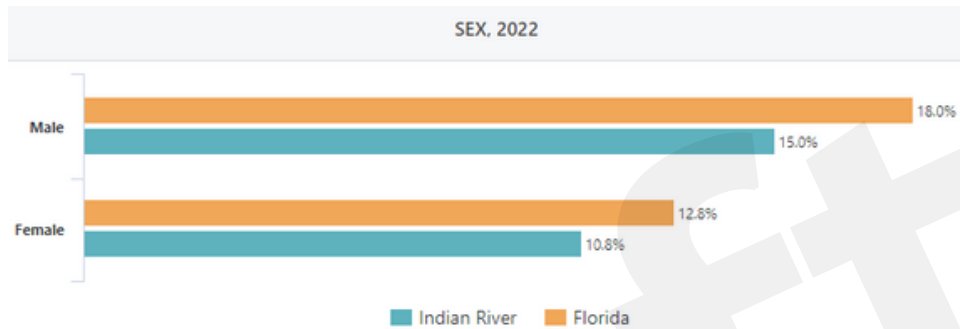 SEX, 2022
Male
18.0%
15.0%
Female
12.8%
10.8%
Indian River Florida